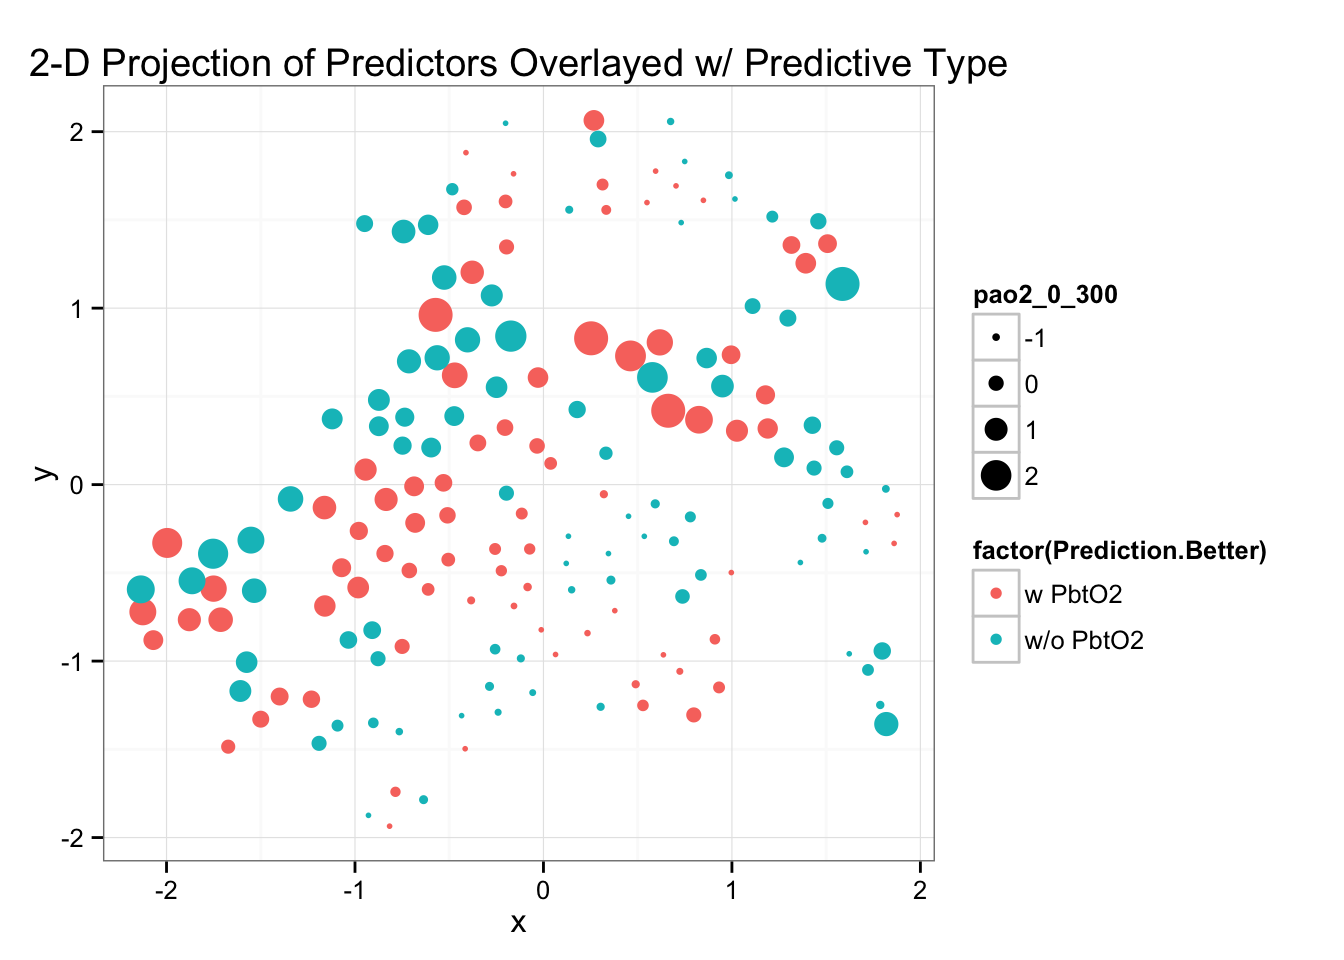 2-D Projection of Predictors Overlayed w/ Predictive Type
2
1
0
-1
-2
y
-2
-1
0
1
2
x
pao2_0_300
-1
0
1
2
factor(Prediction.Better)
w PbtO2
w/o PbtO2